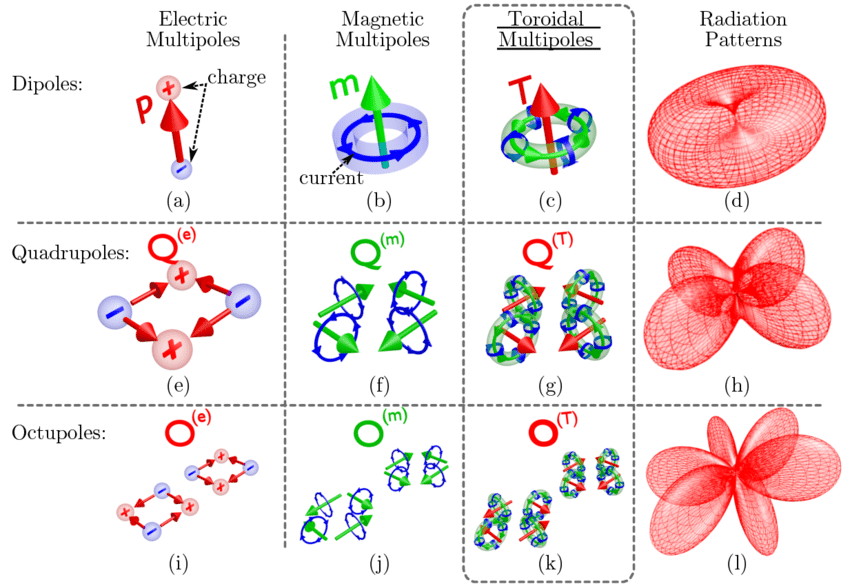 Electric
Multipoles
Magnetic
Multipoles
Toroidal
Multipoles
Radiation
Patterns
Dipoles:
+
charge
p
−
(a)
m
current
(b)
T
(c)
(d)
Quadrupoles:
Q(e)
+
−
−
+
(e)
Q(m)
(f)
Q(T)
(g)
(h)
Octupoles:
O(e)
+
−
−
+
−
+
+
−
(i)
O(m)
(j)
O(T)
(k)
(l)